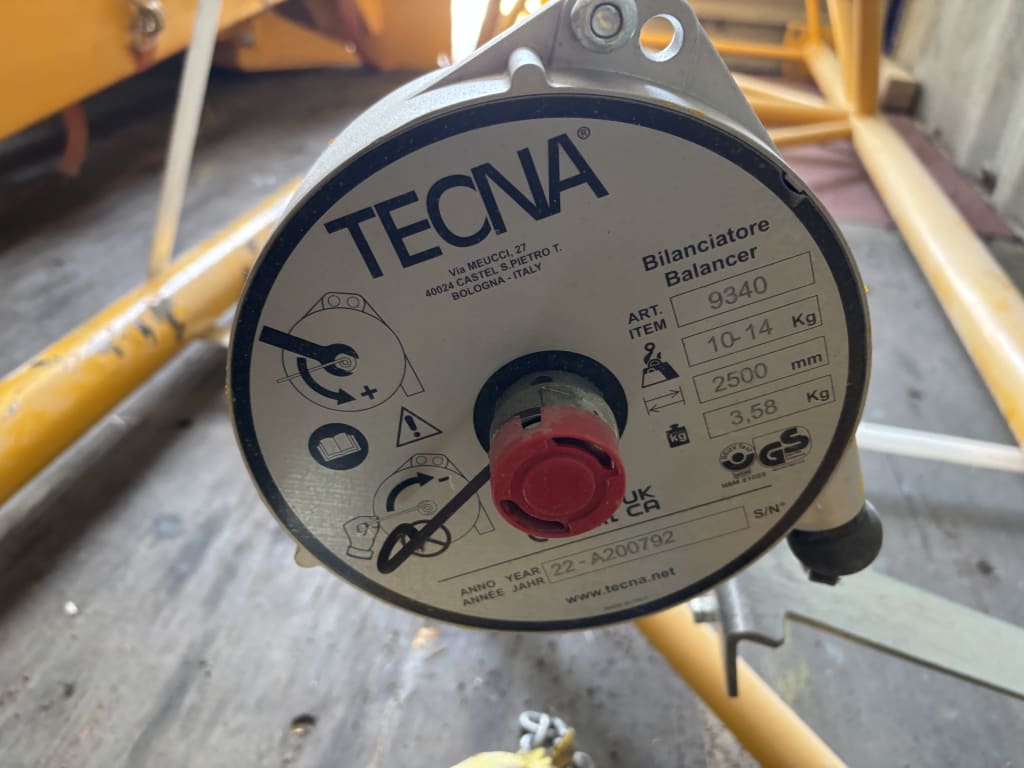 TECNA®
Via MEUCCI, 27
40024 CASTEL S.PIETRO T.
BOLOGNA - ITALY
Bilanciatore
Balancer
ART. ITEM 9340
10-14 Kg
2500 mm
kg 3,58 Kg
+
-
GS
UK
CA
ANNO YEAR
ANNÉE JAHR
22 - A200792 S/N°
www.tecna.net